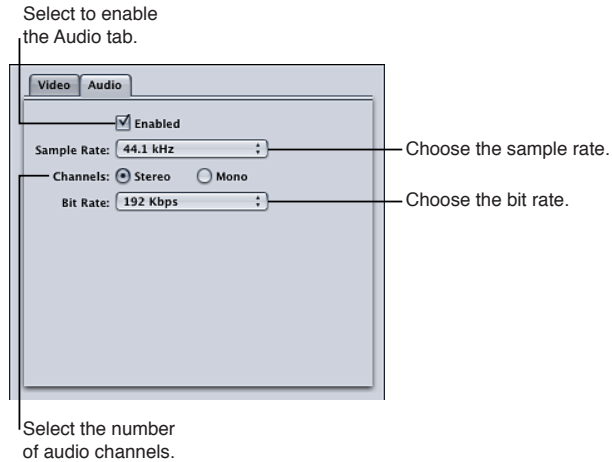 Select to enable
the Audio tab.
Video Audio
Enabled
Sample Rate: 44.1 kHz
Choose the sample rate.
Channels: Stereo Mono
Bit Rate: 192 Kbps
Choose the bit rate.
Select the number
of audio channels.